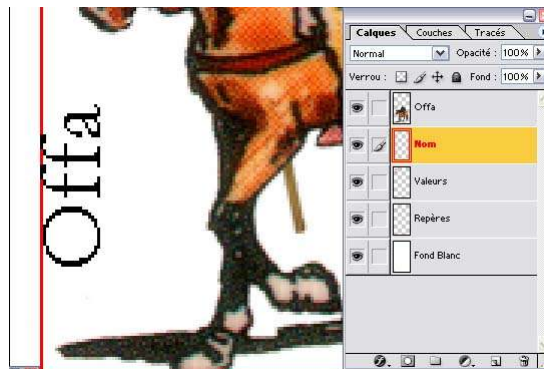 Offa
Calques Couches Tracés
Normal Opacité : 100%
Verrou : Fond : 100%
Offa
Nom
Valeurs
Repères
Fond Blanc